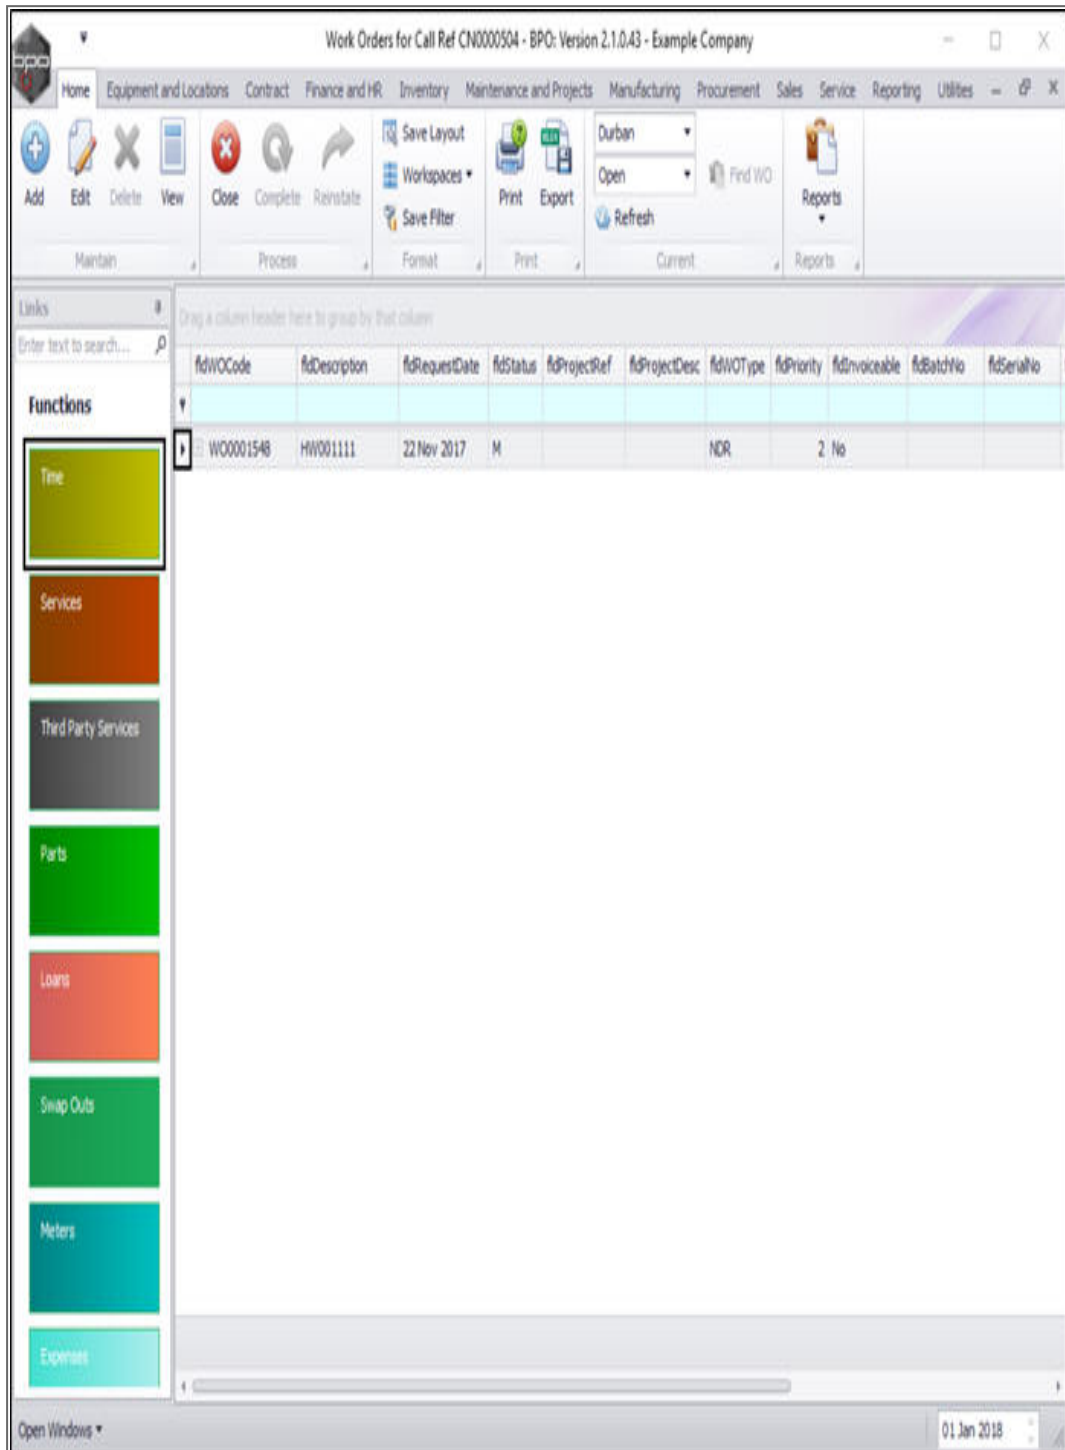 bpo
Work Orders for Call Ref CN0000504 - BPO: Version 2.1.0.43 - Example Company
Home Equipment and Locations Contract Finance and HR Inventory Maintenance and Projects Manufacturing Procurement Sales Service Reporting Utilities
Add Edit Delete View Close Complete Reinstate
Save Layout
Workspaces
Save Filter
Print Export
Durban
Open
Refresh
Find WO
Reports
Maintain Process Format Print Current Reports
Links
Enter text to search...
Drag a column header here to group by that column
fldWOCode fldDescription fldRequestDate fldStatus fldProjectRef fldProjectDesc fldWOType fldPriority fldInvoiceable fldBatchNo fldSerialNo
Functions
WO0001548 HW001111 22 Nov 2017 M NDR 2 No
Time
Services
Third Party Services
Parts
Loans
Swap Outs
Meters
Expenses
Open Windows
01 Jan 2018